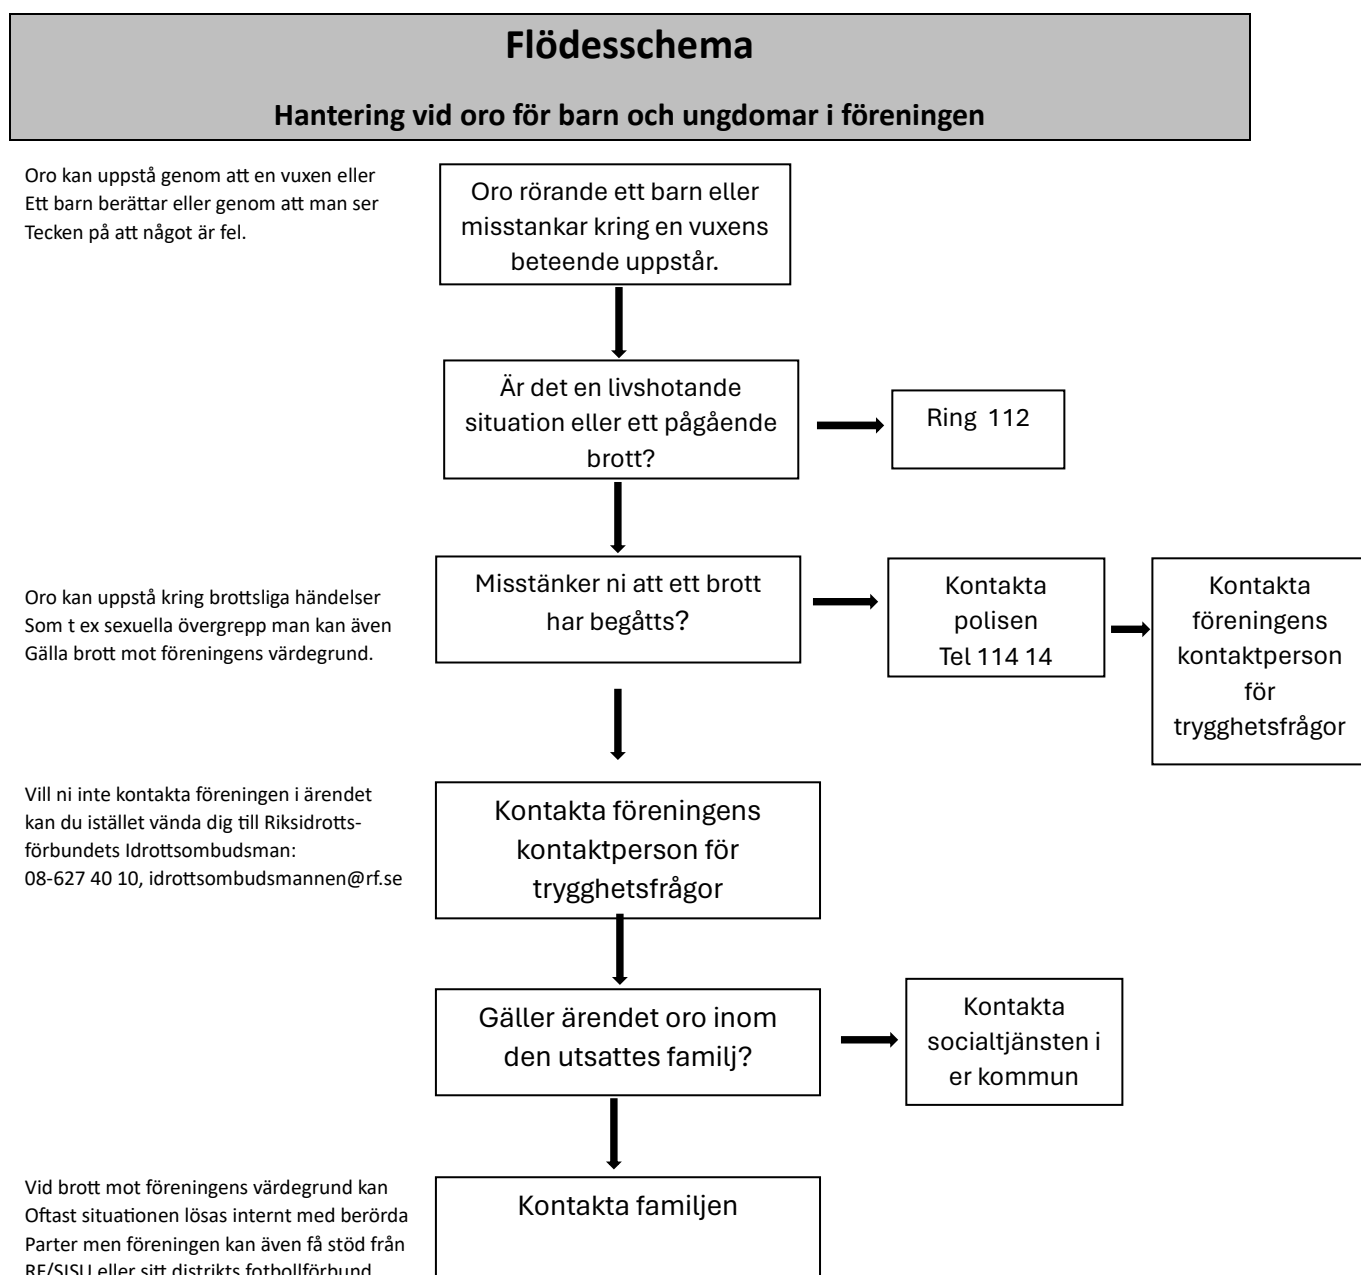 Flödesschema
Hantering vid oro för barn och ungdomar i föreningen
Oro kan uppstå genom att en vuxen eller
Ett barn berättar eller genom att man ser
Tecken på att något är fel.
Oro rörande ett barn eller
misstankar kring en vuxens
beteende uppstår.
Är det en livshotande
situation eller ett pågående
brott?
Ring 112
Oro kan uppstå kring brottsliga händelser
Som t ex sexuella övergrepp man kan även
Gälla brott mot föreningens värdegrund.
Misstänker ni att ett brott
har begåtts?
Kontakta
polisen
Tel 114 14
Kontakta
föreningens
kontaktperson
för
trygghetsfrågor
Vill ni inte kontakta föreningen i ärendet
kan du istället vända dig till Riksidrotts-
förbundets Idrottsombudsman:
08-627 40 10, idrottsombudsmannen@rf.se
Kontakta föreningens
kontaktperson för
trygghetsfrågor
Gäller ärendet oro inom
den utsattes familj?
Kontakta
socialtjänsten i
er kommun
Vid brott mot föreningens värdegrund kan
Oftast situationen lösas internt med berörda
Parter men föreningen kan även få stöd från
RF/SISU eller sitt distrikts fotbollförbund
Kontakta familjen